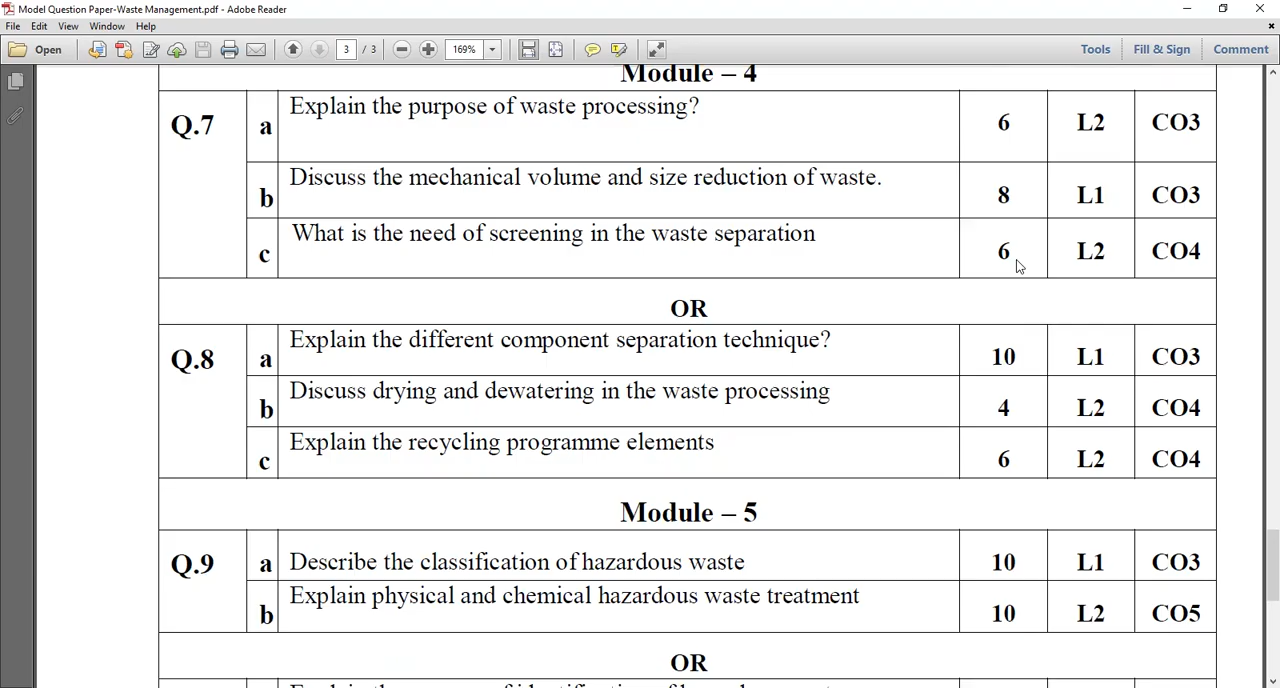 Model Question Paper-Waste Management.pdf - Adobe Reader
File Edit View Window Help
Open 3 / 3 169% Tools Fill & Sign Comment
Module – 4
Q.7 a Explain the purpose of waste processing? 6 L2 CO3
b Discuss the mechanical volume and size reduction of waste. 8 L1 CO3
c What is the need of screening in the waste separation 6 L2 CO4
OR
Q.8 a Explain the different component separation technique? 10 L1 CO3
b Discuss drying and dewatering in the waste processing 4 L2 CO4
c Explain the recycling programme elements 6 L2 CO4
Module – 5
Q.9 a Describe the classification of hazardous waste 10 L1 CO3
b Explain physical and chemical hazardous waste treatment 10 L2 CO5
OR